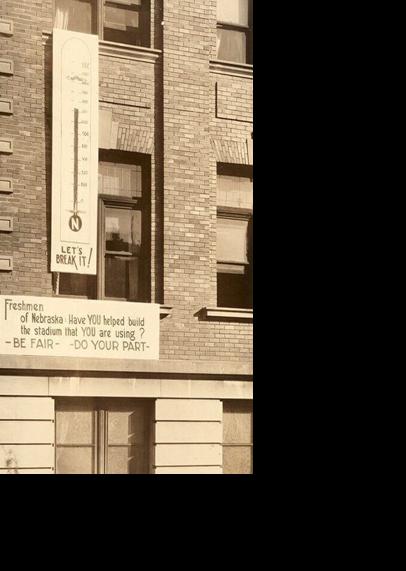 N
LET'S
BREAK IT!
Freshmen
of Nebraska: Have YOU helped build
the stadium that YOU are using?
-BE FAIR- -DO YOUR PART-